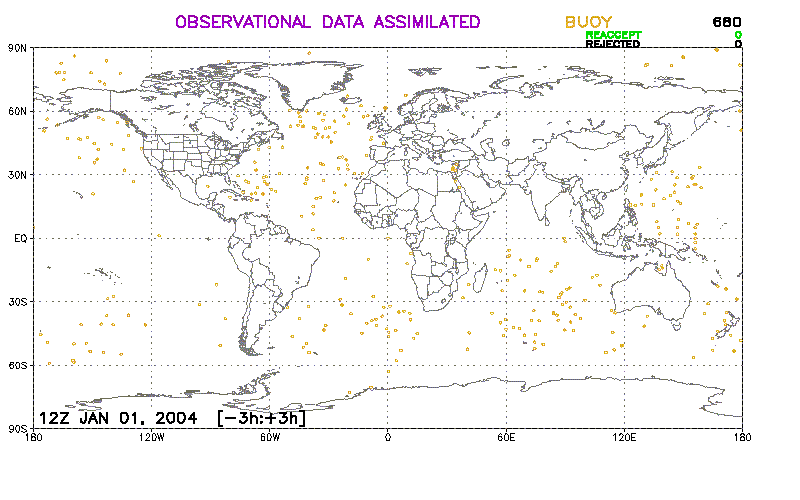 OBSERVATIONAL DATA ASSIMILATED BUOY 680
REACCEPT 0
REJECTED 0
90N
60N
30N
EQ
30S
60S
90S
12Z JAN 01, 2004 [-3h:+3h]
180 120W 60W 0 60E 120E 180